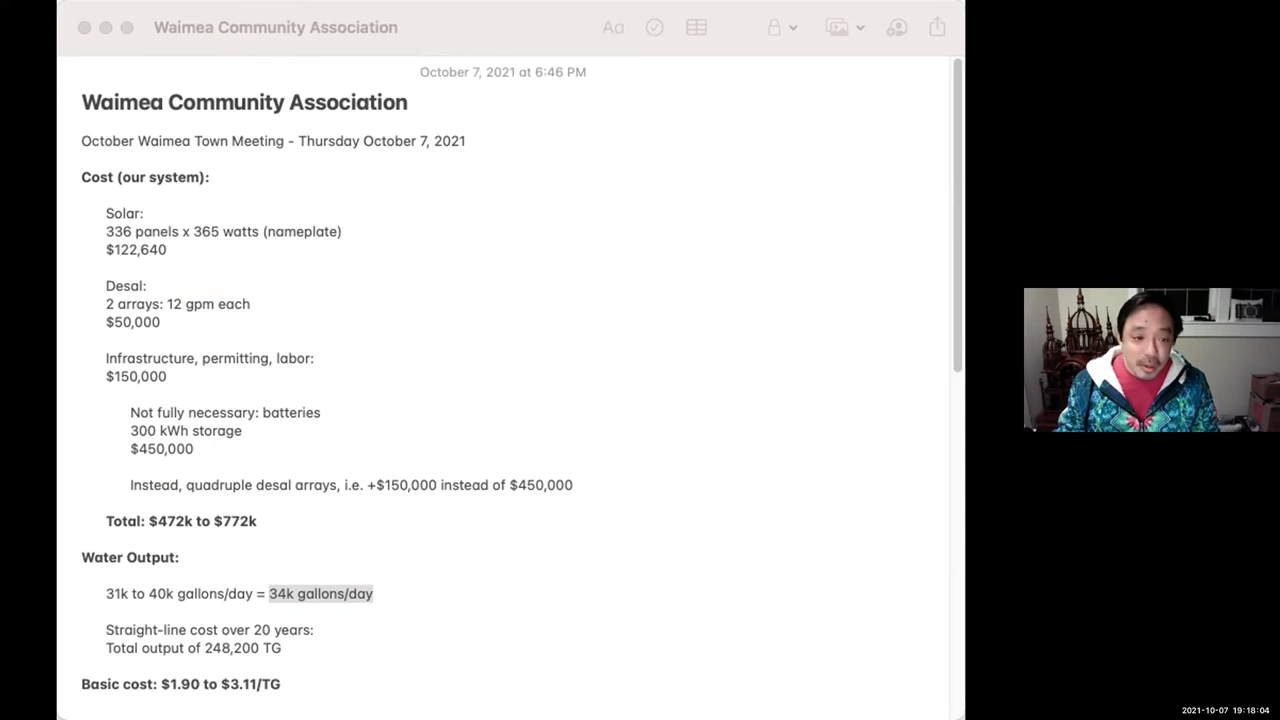 Waimea Community Association
Aa
October 7, 2021 at 6:46 PM
Waimea Community Association
October Waimea Town Meeting - Thursday October 7, 2021
Cost (our system):
Solar:
336 panels x 365 watts (nameplate)
$122,640
Desal:
2 arrays: 12 gpm each
$50,000
Infrastructure, permitting, labor:
$150,000
Not fully necessary: batteries
300 kWh storage
$450,000
Instead, quadruple desal arrays, i.e. +$150,000 instead of $450,000
Total: $472k to $772k
Water Output:
31k to 40k gallons/day = 34k gallons/day
Straight-line cost over 20 years:
Total output of 248,200 TG
Basic cost: $1.90 to $3.11/TG
2021-10-07 19:18:04